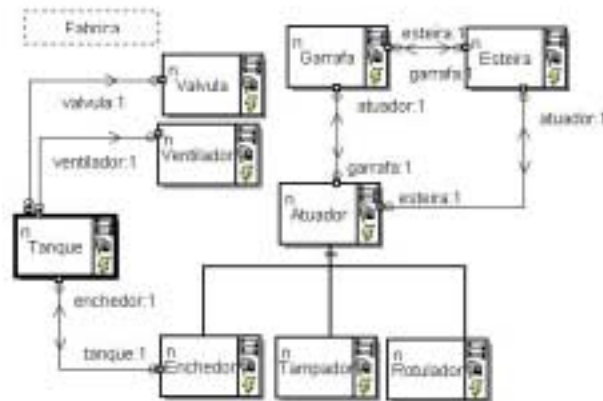 Fabrica
n
Valvula
valvula:1
n
Ventilador
ventilador:1
n
Tanque
enchedor:1
tanque:1
n
Garrafa
esteira:1
garrafa:1
n
Esteira
atuador:1
atuador:1
garrafa:1
esteira:1
n
Atuador
n
Enchedor
n
Tampador
n
Rotulador